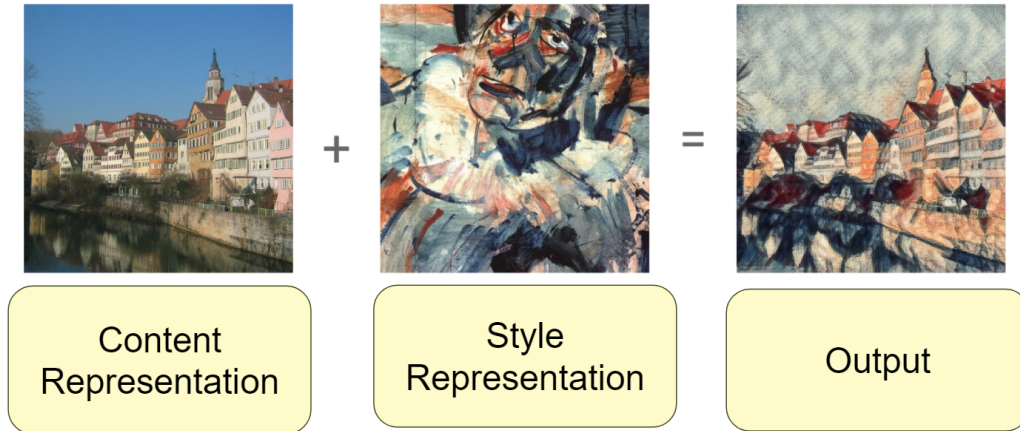 +
=
Content
Representation
Style
Representation
Output